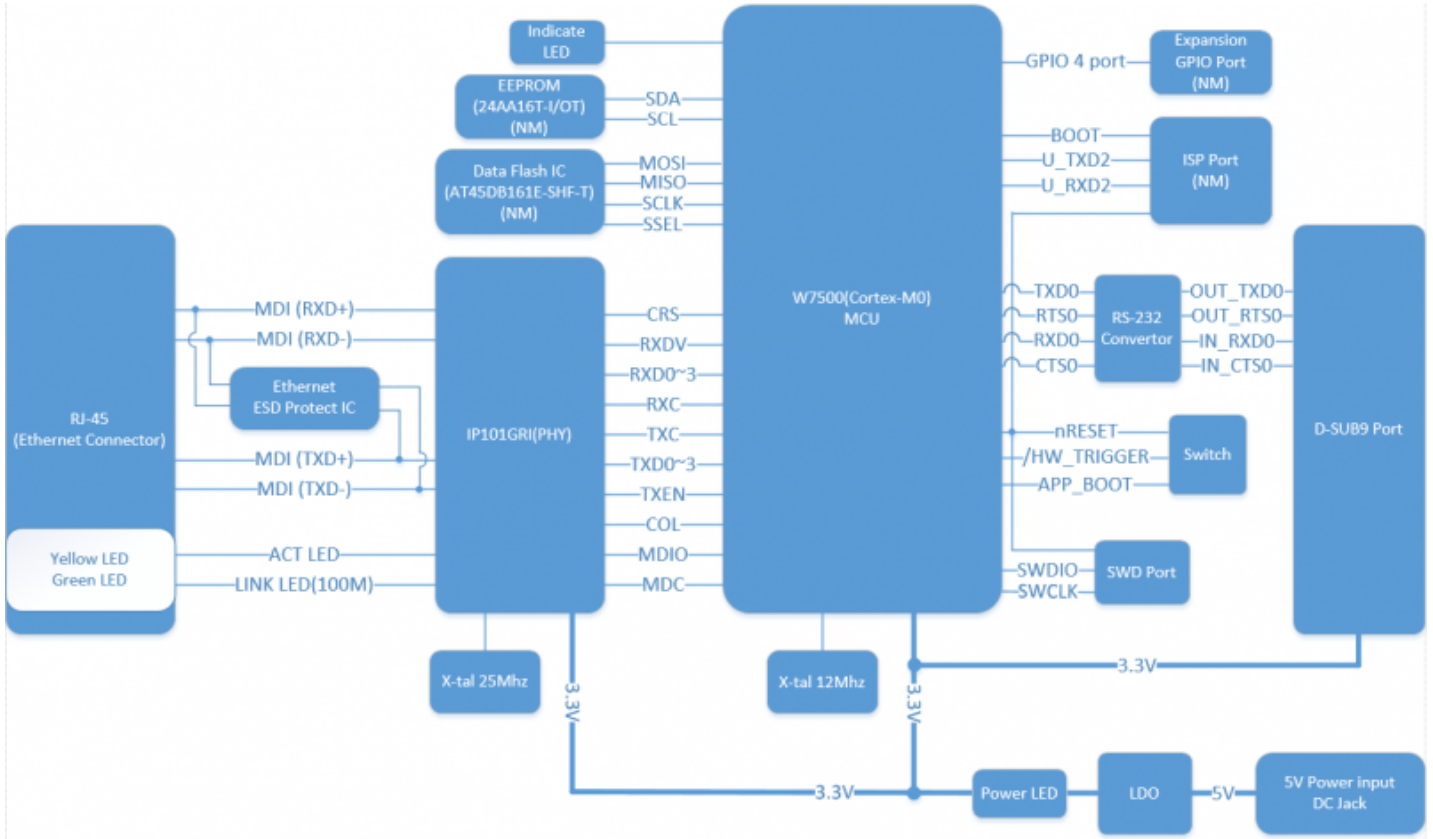 Indicate
LED
EEPROM
(24AA16T-I/OT)
(NM)
SDA
SCL
Data Flash IC
(AT45DB161E-SHF-T)
(NM)
MOSI
MISO
SCLK
SSEL
W7500(Cortex-M0)
MCU
GPIO 4 port
Expansion
GPIO Port
(NM)
BOOT
U_TXD2
U_RXD2
ISP Port
(NM)
RJ-45
(Ethernet Connector)
Yellow LED
Green LED
MDI (RXD+)
MDI (RXD-)
Ethernet
ESD Protect IC
MDI (TXD+)
MDI (TXD-)
ACT LED
LINK LED(100M)
IP101GRI(PHY)
CRS
RXDV
RXD0~3
RXC
TXC
TXD0~3
TXEN
COL
MDIO
MDC
TXD0
RTS0
RXD0
CTS0
RS-232
Convertor
OUT_TXD0
OUT_RTS0
IN_RXD0
IN_CTS0
D-SUB9 Port
nRESET
/HW_TRIGGER
APP_BOOT
Switch
SWDIO
SWCLK
SWD Port
X-tal 25Mhz
3.3V
X-tal 12Mhz
3.3V
3.3V
3.3V
Power LED
LDO
5V
5V Power input
DC Jack